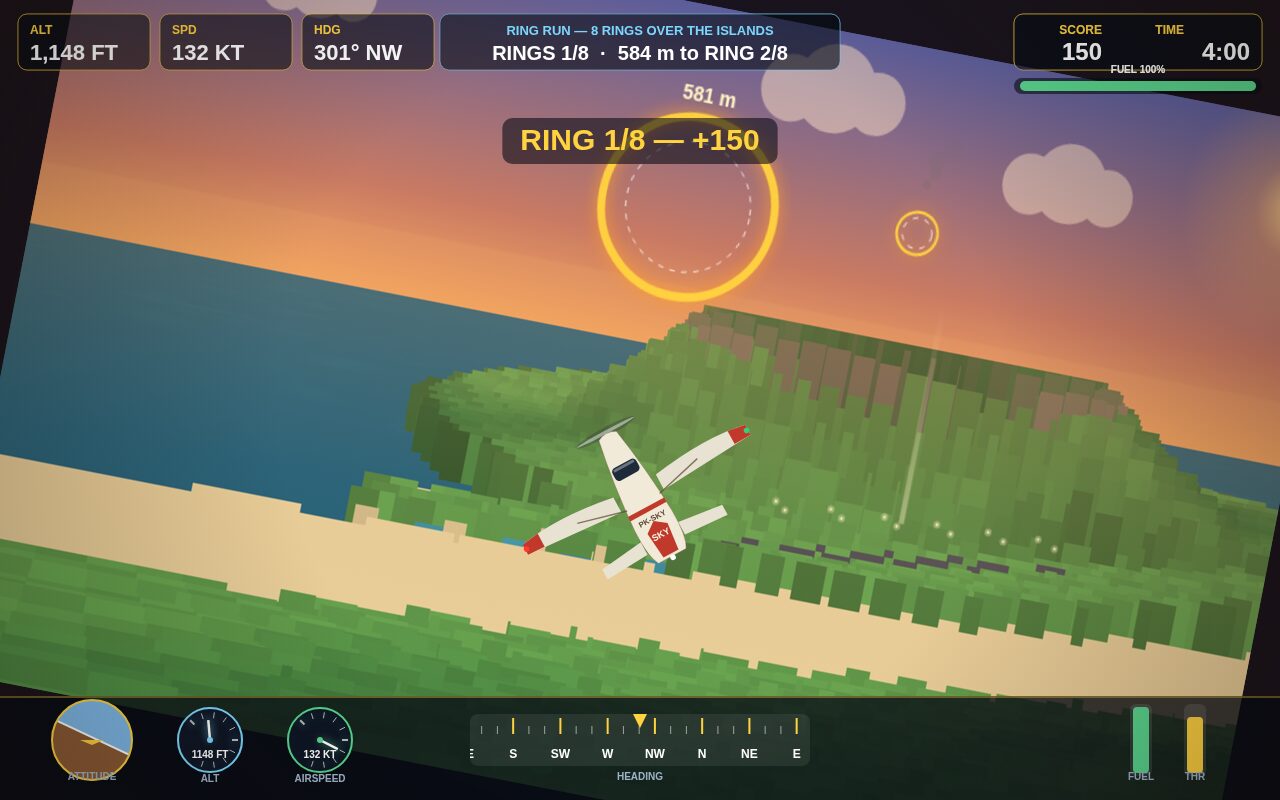 ALT
1,148 FT
SPD
132 KT
HDG
301° NW
RING RUN — 8 RINGS OVER THE ISLANDS
RINGS 1/8 · 584 m to RING 2/8
SCORE
150
TIME
4:00
FUEL 100%
581 m
RING 1/8 — +150
PK-SKY
SKY
ATTITUDE
1148 FT
ALT
132 KT
AIRSPEED
E S SW W NW N NE E
HEADING
FUEL
THR